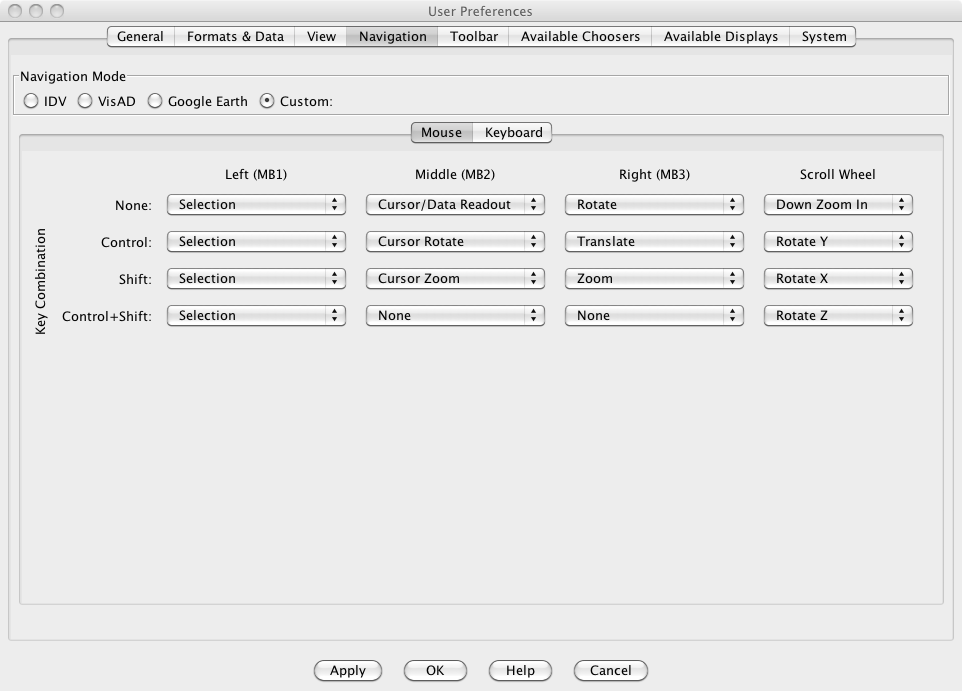 User Preferences
General Formats & Data View Navigation Toolbar Available Choosers Available Displays System
Navigation Mode
IDV VisAD Google Earth Custom:
Mouse Keyboard
Left (MB1) Middle (MB2) Right (MB3) Scroll Wheel
Key Combination
None: Selection Cursor/Data Readout Rotate Down Zoom In
Control: Selection Cursor Rotate Translate Rotate Y
Shift: Selection Cursor Zoom Zoom Rotate X
Control+Shift: Selection None None Rotate Z
Apply OK Help Cancel